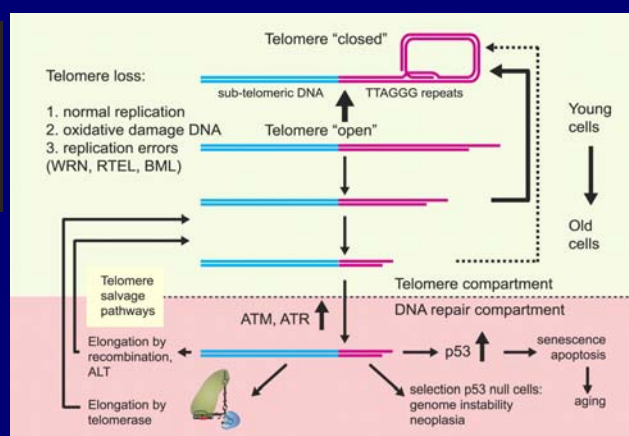 Telomere “closed”
Telomere loss:
sub-telomeric DNA
TTAGGG repeats
1. normal replication
2. oxidative damage DNA
3. replication errors
(WRN, RTEL, BML)
Telomere “open”
Young
cells
Old
cells
Telomere
salvage
pathways
Telomere compartment
DNA repair compartment
ATM, ATR
Elongation by
recombination,
ALT
p53
senescence
apoptosis
aging
Elongation by
telomerase
selection p53 null cells:
genome instability
neoplasia